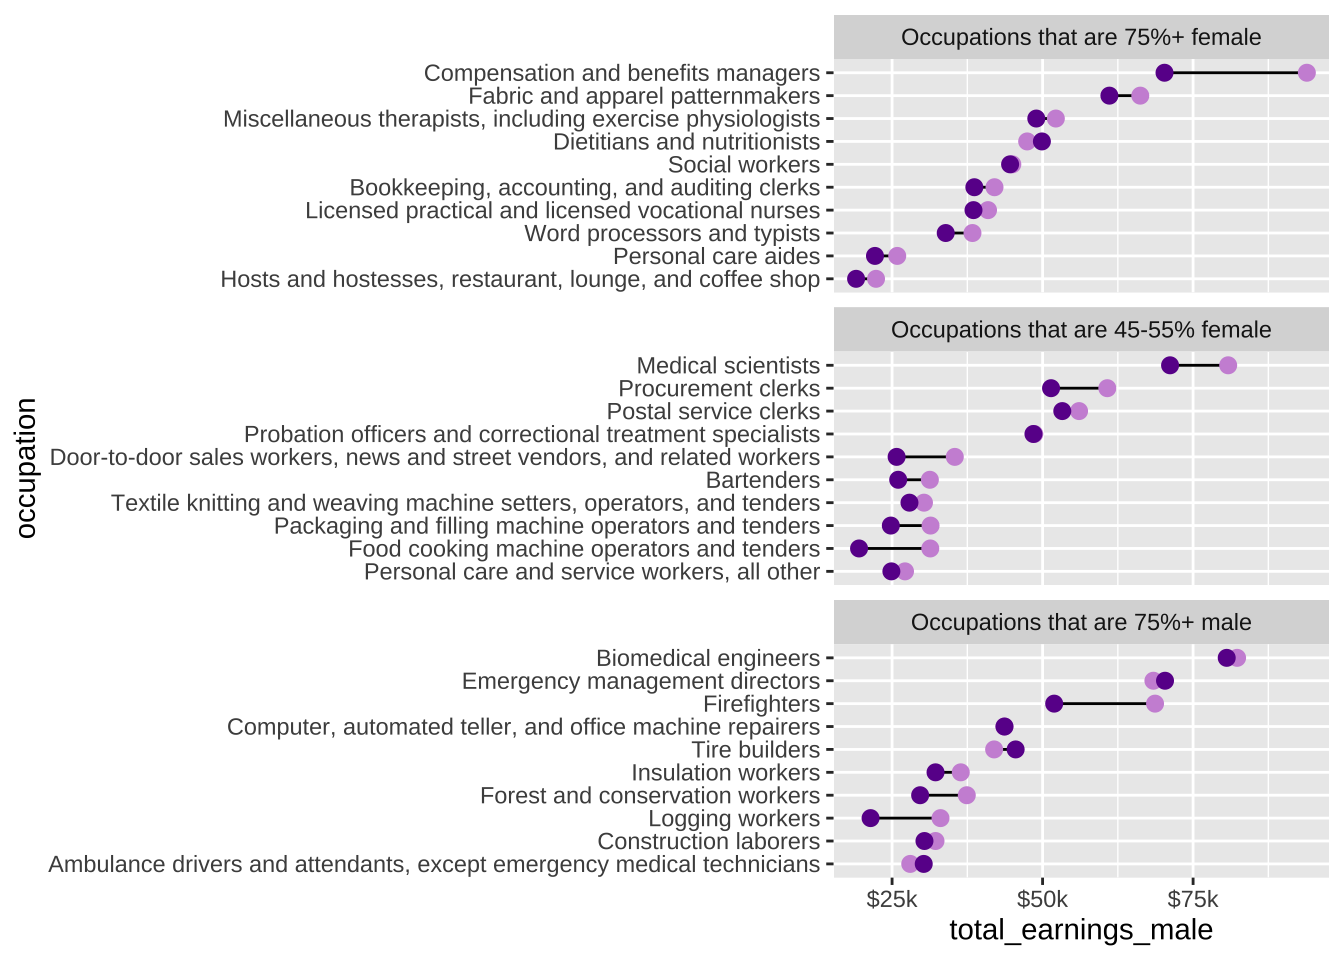 Occupations that are 75%+ female
Compensation and benefits managers
Fabric and apparel patternmakers
Miscellaneous therapists, including exercise physiologists
Dietitians and nutritionists
Social workers
Bookkeeping, accounting, and auditing clerks
Licensed practical and licensed vocational nurses
Word processors and typists
Personal care aides
Hosts and hostesses, restaurant, lounge, and coffee shop
Occupations that are 45-55% female
Medical scientists
Procurement clerks
Postal service clerks
Probation officers and correctional treatment specialists
Door-to-door sales workers, news and street vendors, and related workers
Bartenders
Textile knitting and weaving machine setters, operators, and tenders
Packaging and filling machine operators and tenders
Food cooking machine operators and tenders
Personal care and service workers, all other
Occupations that are 75%+ male
Biomedical engineers
Emergency management directors
Firefighters
Computer, automated teller, and office machine repairers
Tire builders
Insulation workers
Forest and conservation workers
Logging workers
Construction laborers
Ambulance drivers and attendants, except emergency medical technicians
$25k $50k $75k
total_earnings_male
occupation